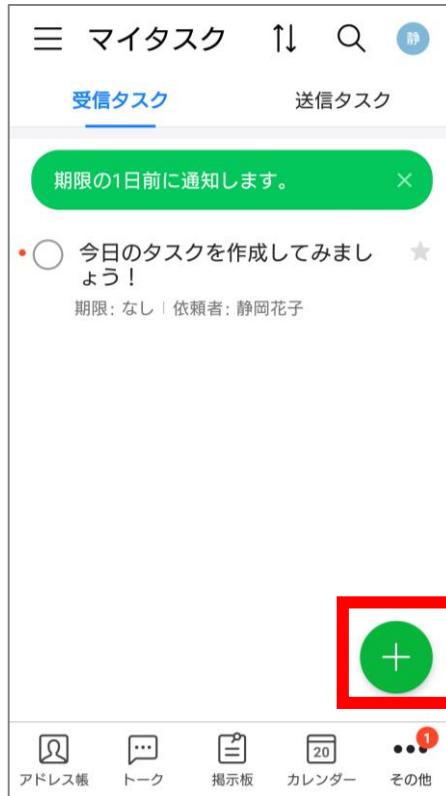 マイタスク
静
受信タスク 送信タスク
期限の1日前に通知します。
今日のタスクを作成してみまし
ょう！
期限: なし | 依頼者: 静岡花子
20
1
アドレス帳 トーク 掲示板 カレンダー その他